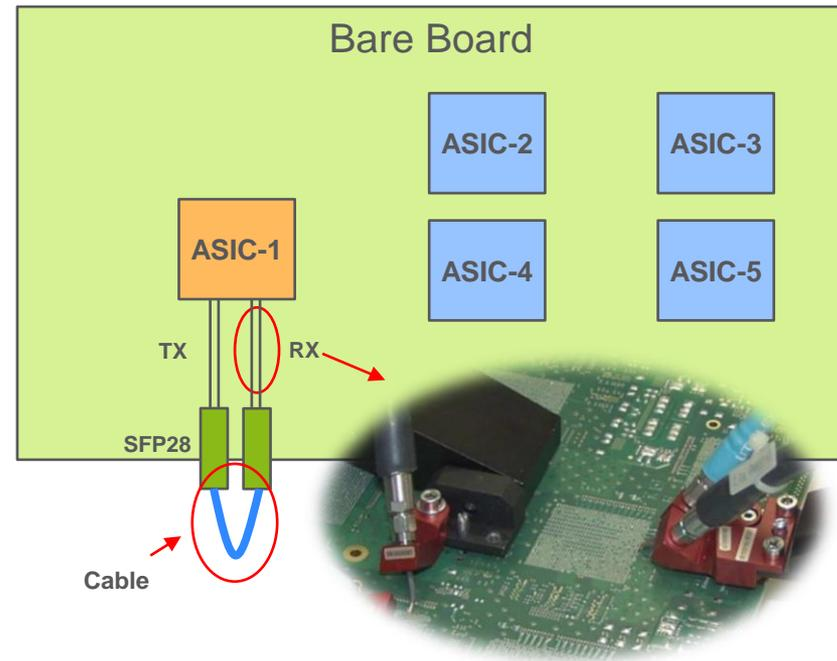 Bare Board
ASIC-2
ASIC-3
ASIC-1
ASIC-4
ASIC-5
TX
RX
SFP28
Cable